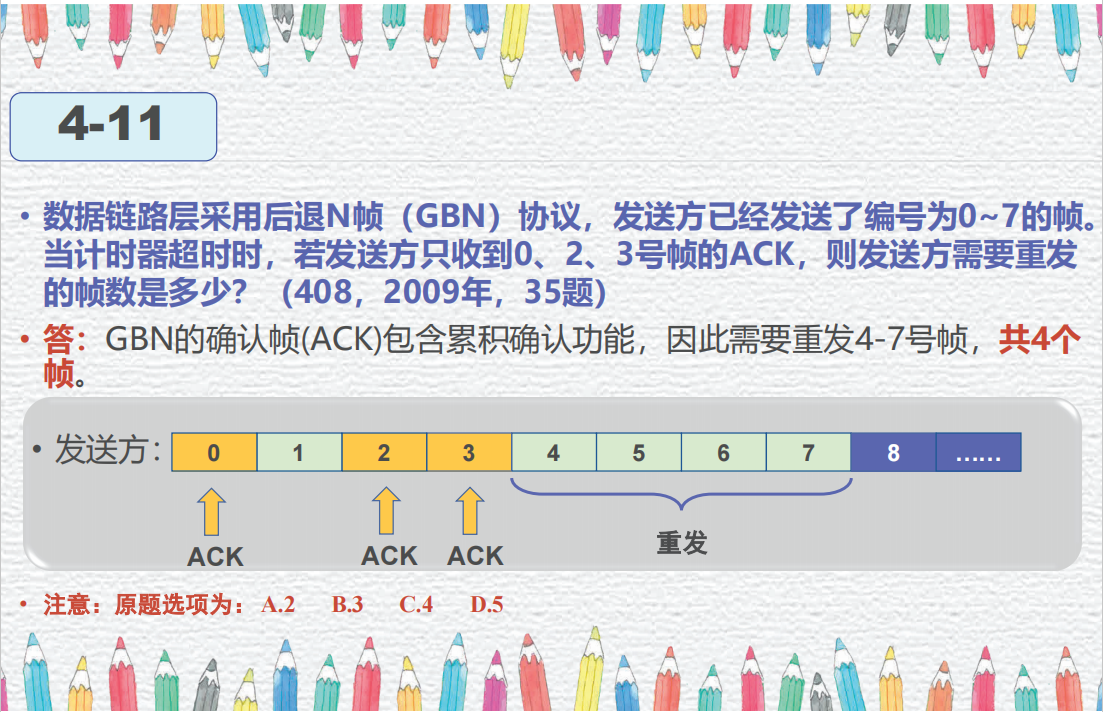 4-11
• 数据链路层采用后退N帧（GBN）协议，发送方已经发送了编号为0~7的帧。
当计时器超时时，若发送方只收到0、2、3号帧的ACK，则发送方需要重发
的帧数是多少？（408，2009年，35题）
• 答：GBN的确认帧(ACK)包含累积确认功能，因此需要重发4-7号帧，共4个
帧。
• 发送方： 0 1 2 3 4 5 6 7 8 ……
ACK ACK ACK 重发
• 注意：原题选项为： A.2 B.3 C.4 D.5